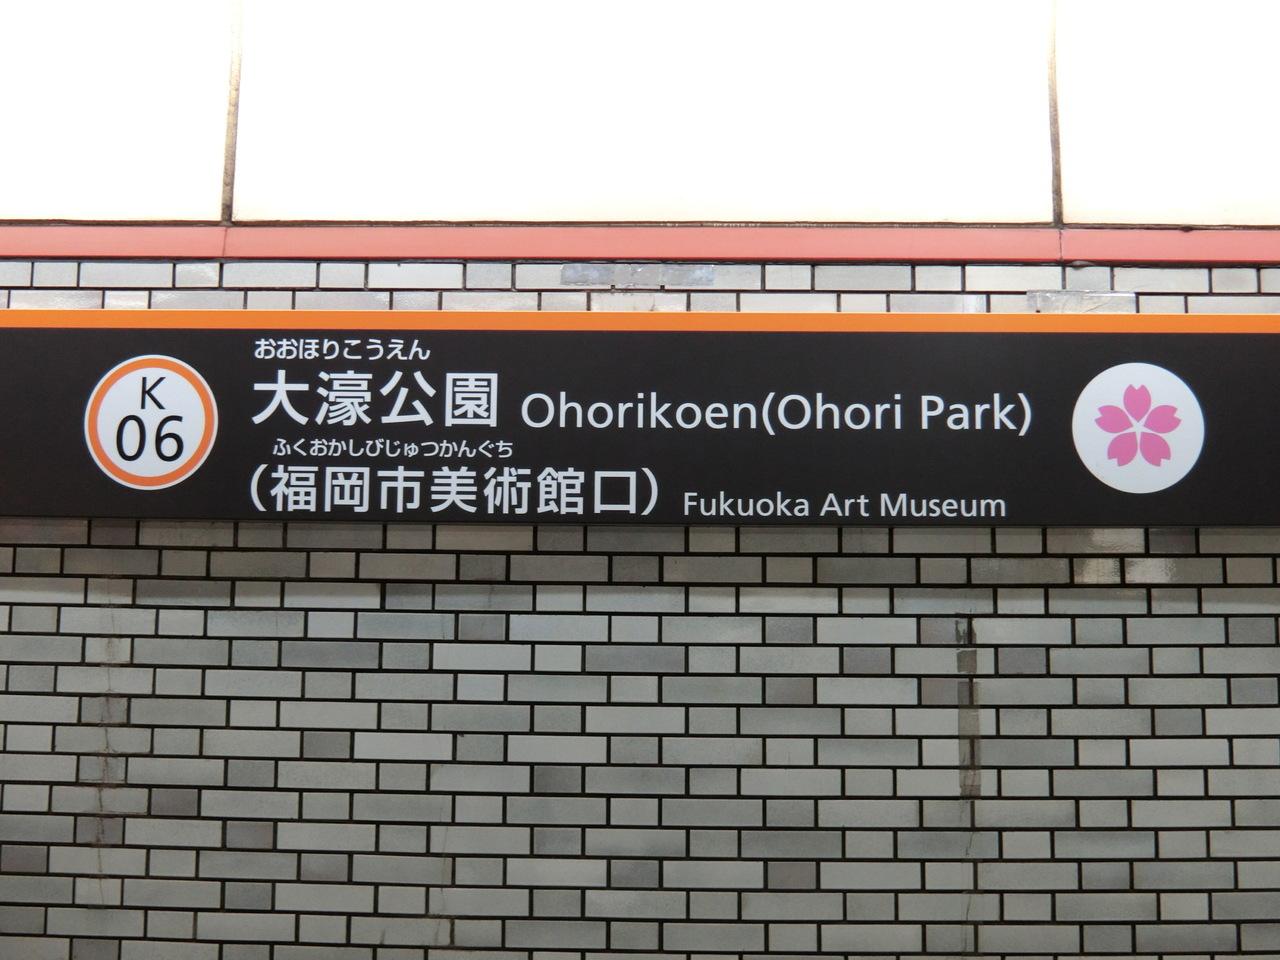 K
06
おおほりこうえん
大濠公園 Ohorikoen(Ohori Park)
ふくおかしびじゅつかんぐち
(福岡市美術館口) Fukuoka Art Museum